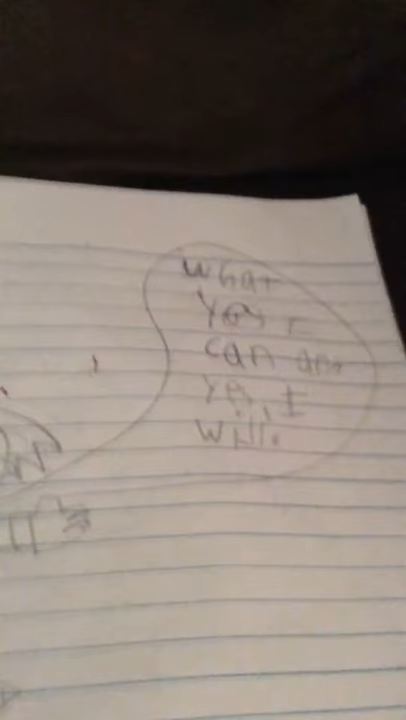 what
Yes I
can and
yes, I
will.